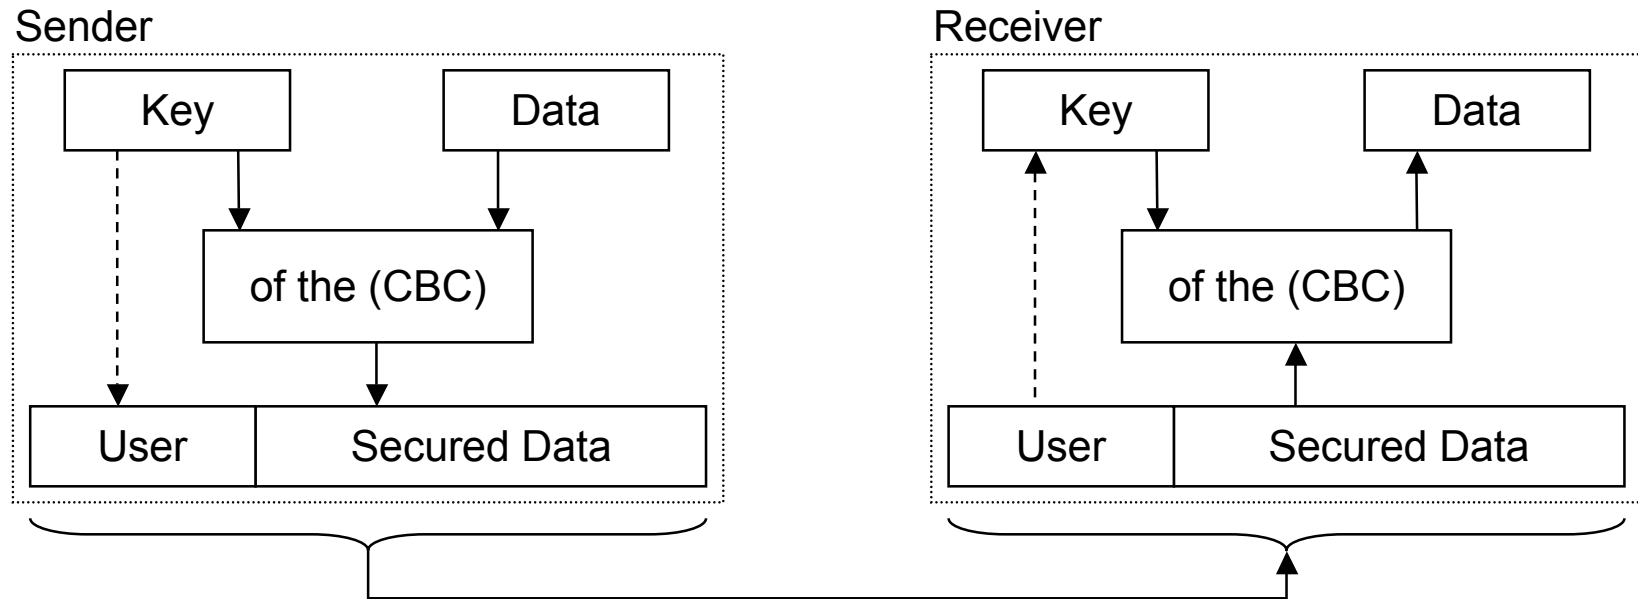 Sender
Receiver
Key
Data
Key
Data
of the (CBC)
of the (CBC)
User
Secured Data
User
Secured Data